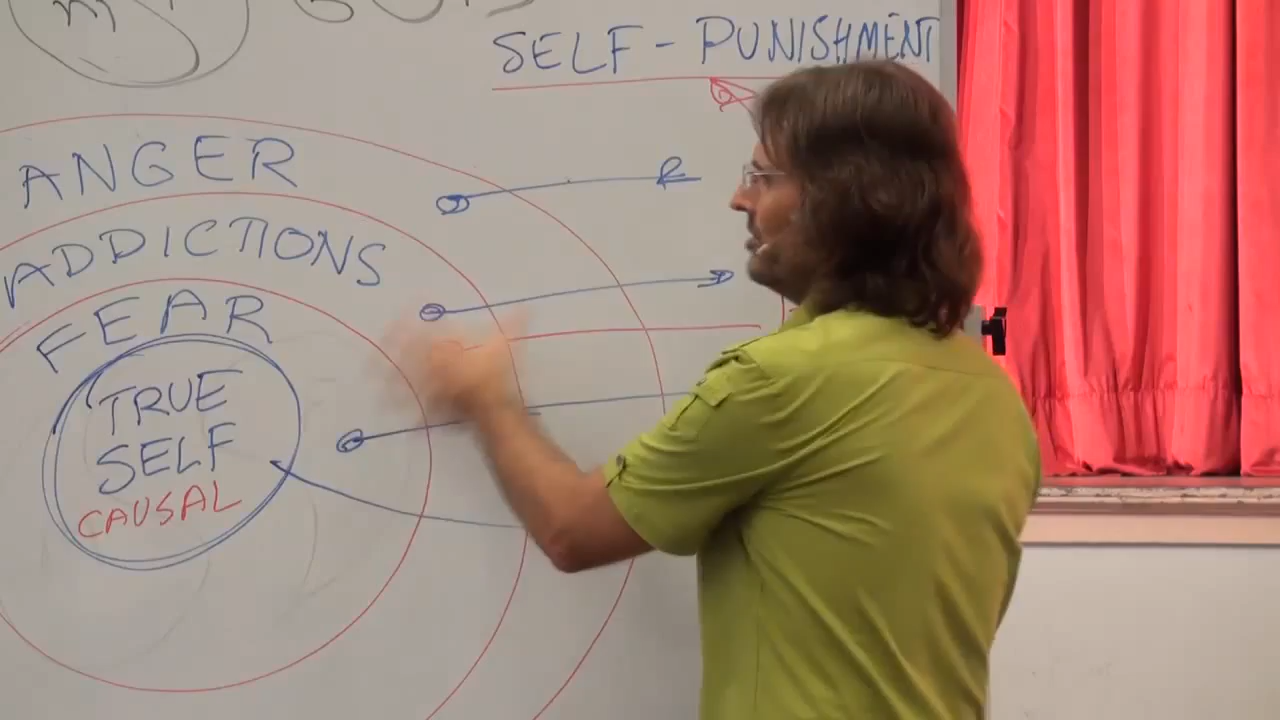 SELF - PUNISHMENT
ANGER
ADDICTIONS
FEAR
TRUE
SELF
CAUSAL